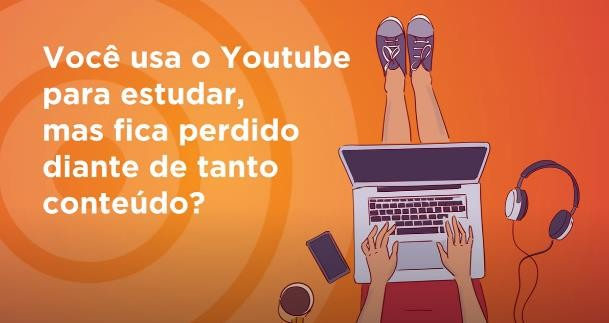 Você usa o Youtube
para estudar,
mas fica perdido
diante de tanto
conteúdo?